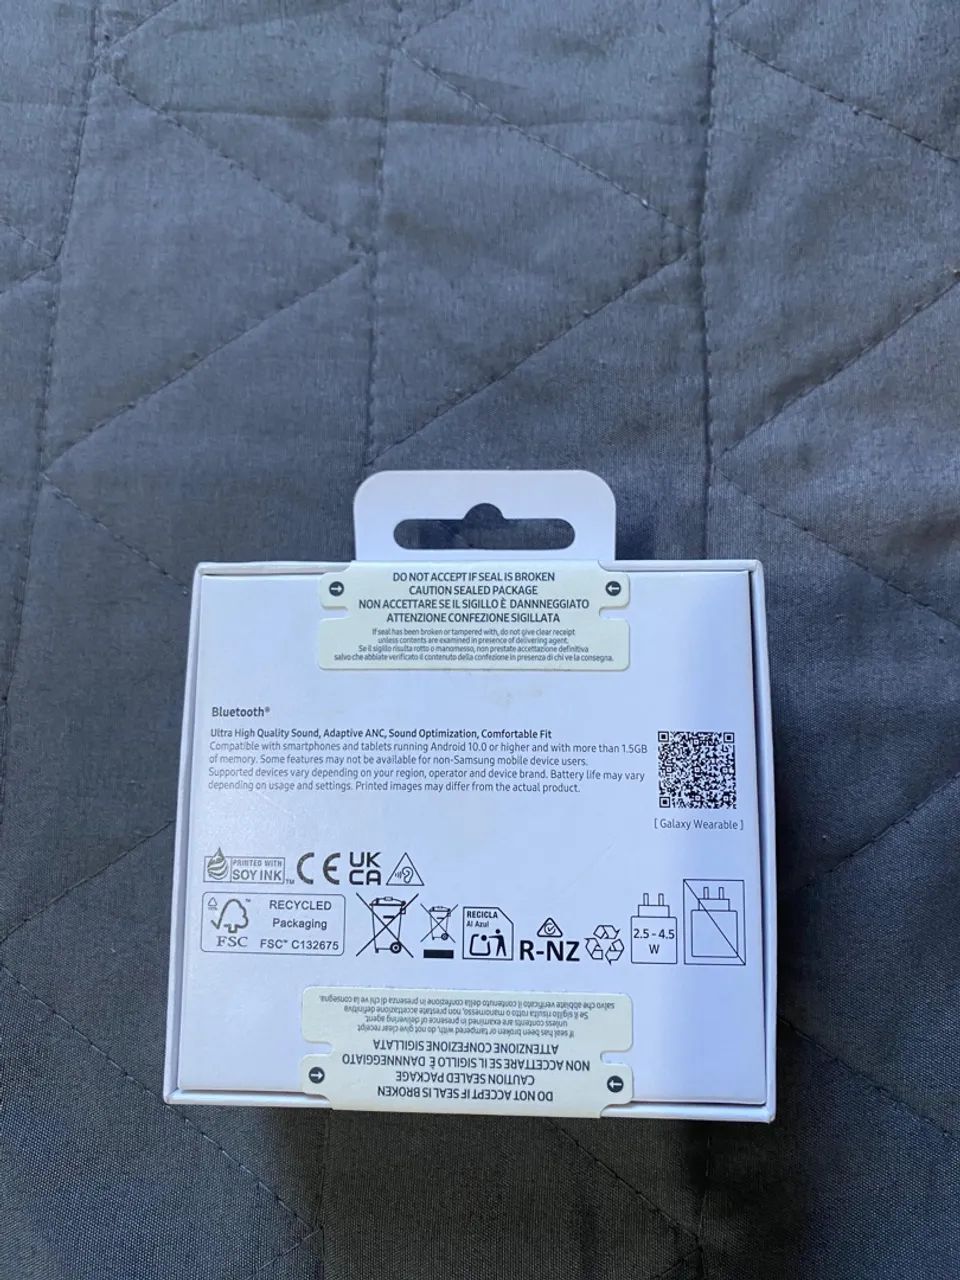 DO NOT ACCEPT IF SEAL IS BROKEN
CAUTION SEALED PACKAGE
NON ACCETTARE SE IL SIGILLO È DANNNEGGIATO
ATTENZIONE CONFEZIONE SIGILLATA
If seal has been broken or tampered with, do not give clear receipt
unless contents are examined in presence of delivering agent.
Se il sigillo risulta rotto o manomesso, non prestate accettazione definitiva
salvo che abbiate verificato il contenuto della confezione in presenza di chi ve la consegna.
Bluetooth®
Ultra High Quality Sound, Adaptive ANC, Sound Optimization, Comfortable Fit
Compatible with smartphones and tablets running Android 10.0 or higher and with more than 1.5GB
of memory. Some features may not be available for non-Samsung mobile device users.
Supported devices vary depending on your region, operator and device brand. Battery life may vary
depending on usage and settings. Printed images may differ from the actual product.
[ Galaxy Wearable ]
PRINTED WITH
SOY INK™
CE
UK
CA
FSC
RECYCLED
Packaging
FSC™ C132675
RECICLA
Al Azul
R-NZ
2.5 - 4.5
W
DO NOT ACCEPT IF SEAL IS BROKEN
CAUTION SEALED PACKAGE
NON ACCETTARE SE IL SIGILLO È DANNNEGGIATO
ATTENZIONE CONFEZIONE SIGILLATA
If seal has been broken or tampered with, do not give clear receipt
unless contents are examined in presence of delivering agent.
Se il sigillo risulta rotto o manomesso, non prestate accettazione definitiva
salvo che abbiate verificato il contenuto della confezione in presenza di chi ve la consegna.